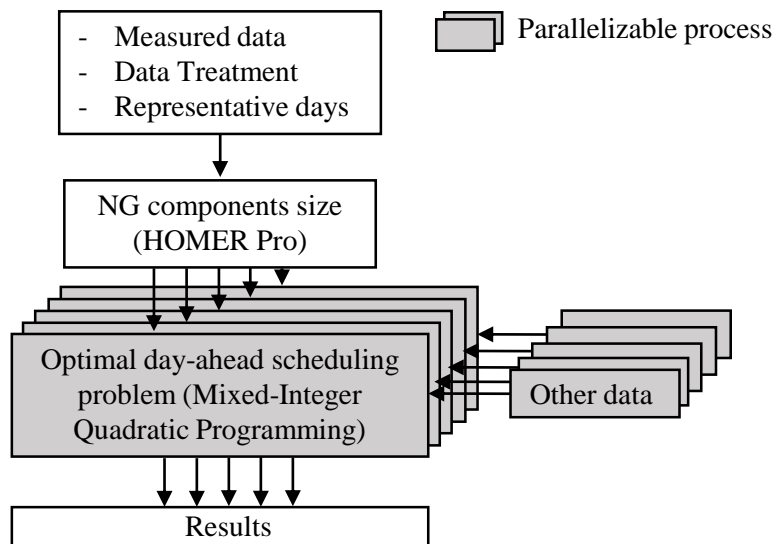 - Measured data
- Data Treatment
- Representative days
Parallelizable process
NG components size
(HOMER Pro)
Optimal day-ahead scheduling
problem (Mixed-Integer
Quadratic Programming)
Other data
Results